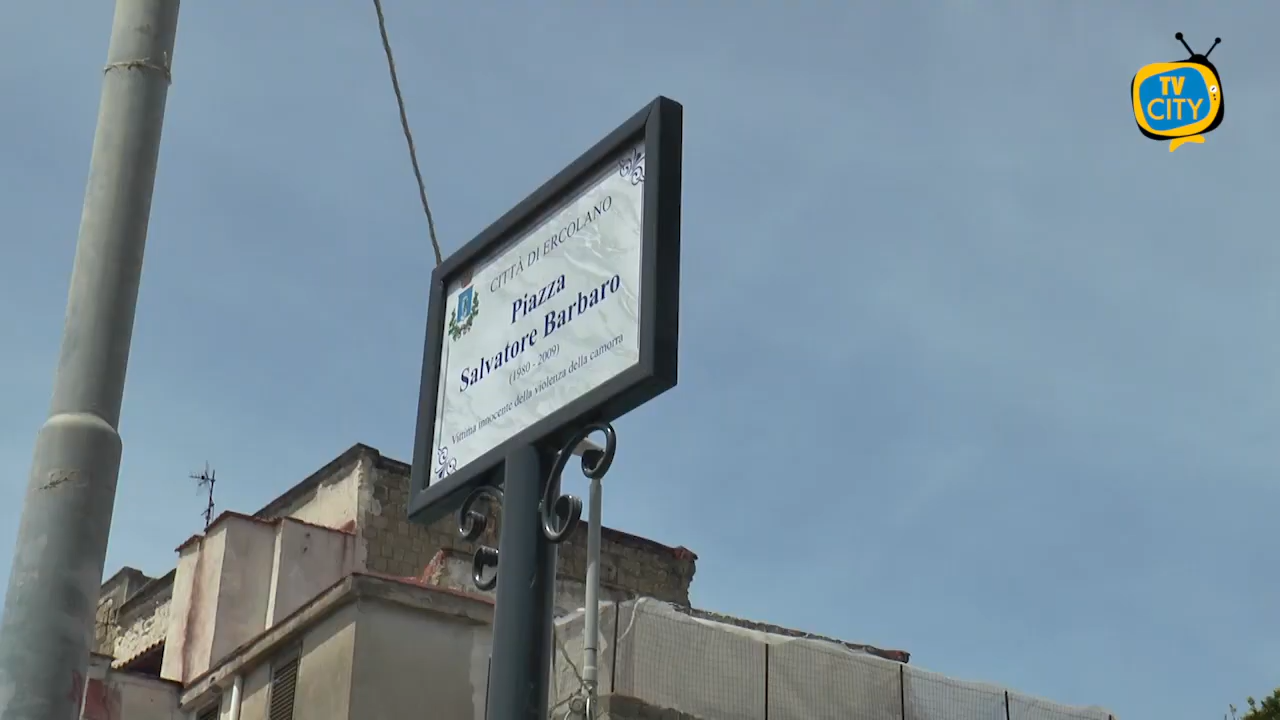 CITTÀ DI ERCOLANO
Piazza
Salvatore Barbaro
(1980 - 2009)
Vittima innocente della violenza della camorra
TV
CITY